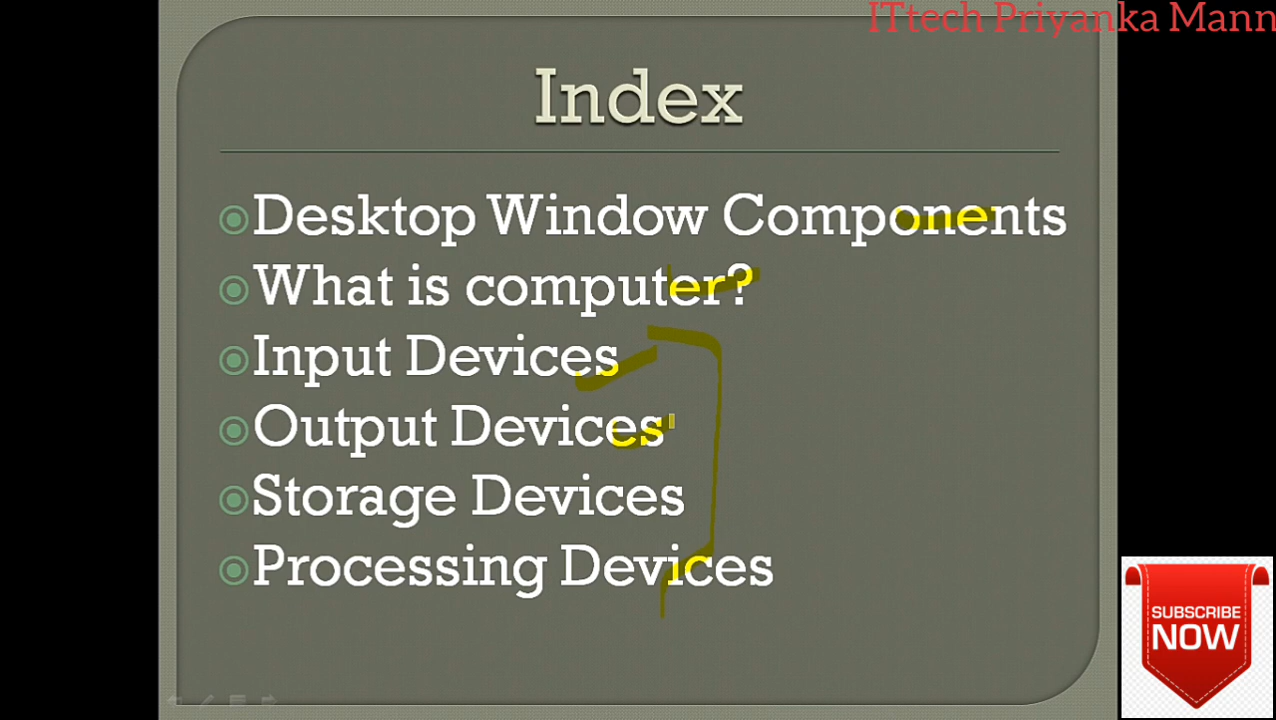 ITtech Priyanka Mann
Index
Desktop Window Components
What is computer?
Input Devices
Output Devices
Storage Devices
Processing Devices
SUBSCRIBE
NOW